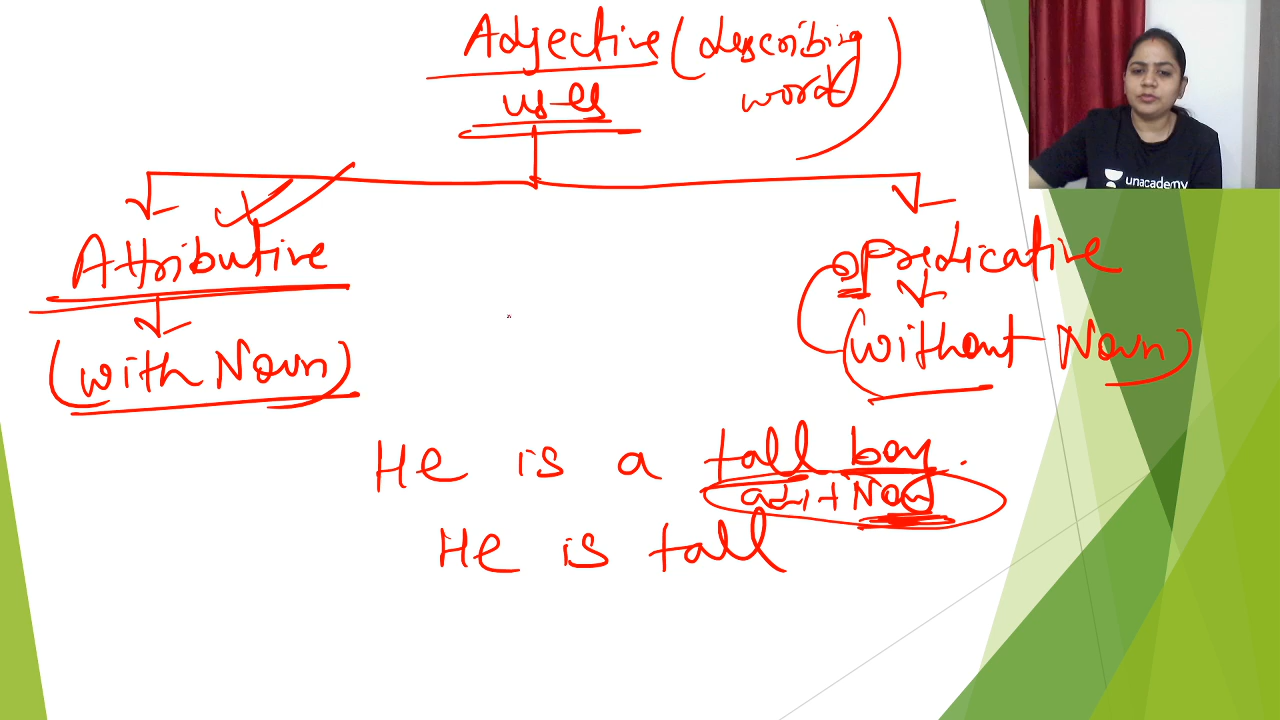 Adjective (describing
word)
uses
Attributive
Predicative
(with Noun)
(without Noun)
He is a tall boy.
adj + Noun
He is tall
unacademy